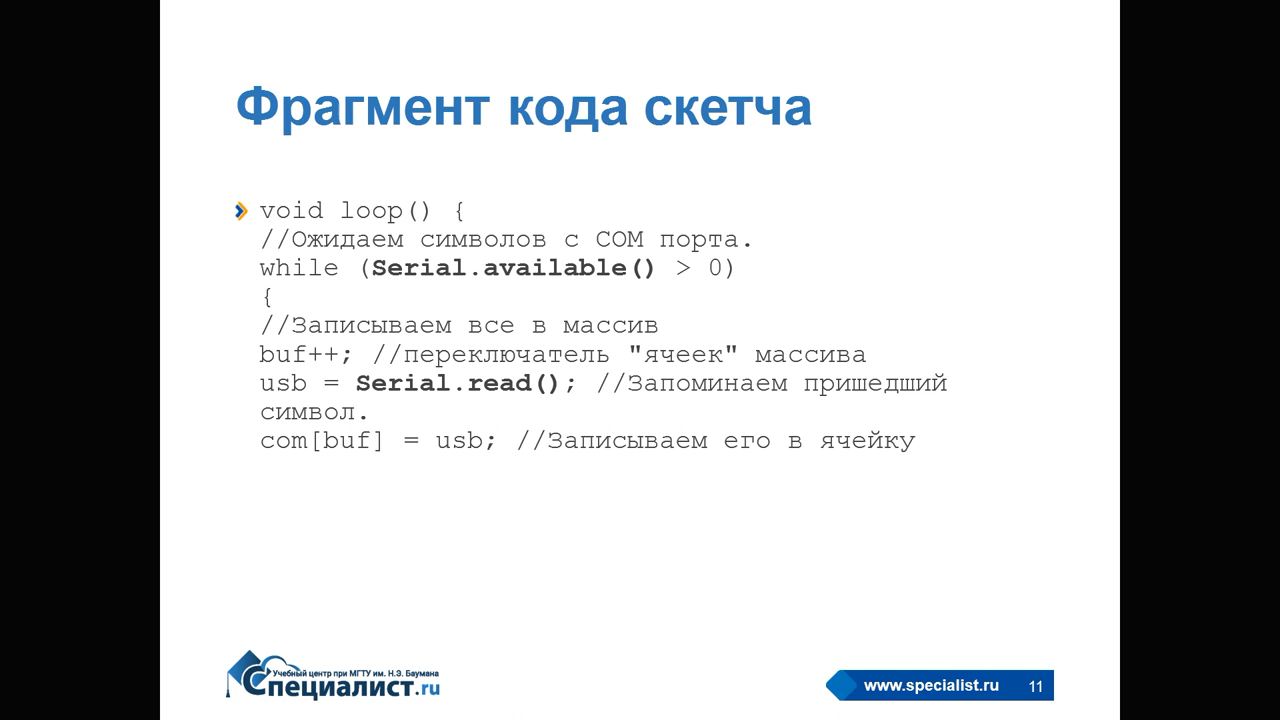 Фрагмент кода скетча
void loop() {
//Ожидаем символов с COM порта.
while (Serial.available() > 0)
{
//Записываем все в массив
buf++; //переключатель "ячеек" массива
usb = Serial.read(); //Запоминаем пришедший
символ.
com[buf] = usb; //Записываем его в ячейку
Учебный центр при МГТУ им. Н.Э. Баумана
Специалист.ru
www.specialist.ru 11